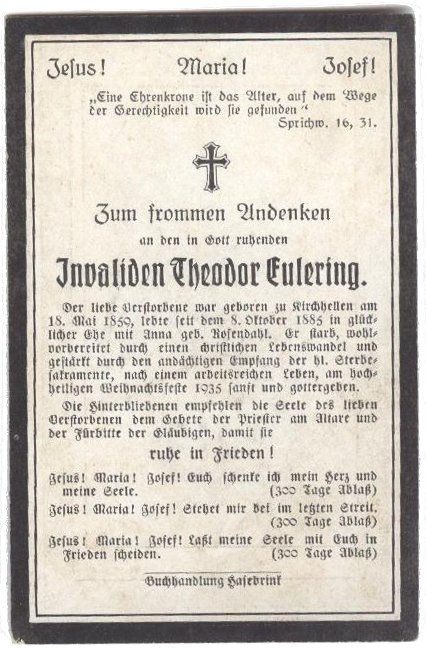 Jesus! Maria! Josef!
„Eine Ehrenkrone ist das Alter, auf dem Wege
der Gerechtigkeit wird sie gefunden“
Sprichw. 16, 31.
Zum frommen Andenken
an den in Gott ruhenden
Invaliden Theodor Eulering.
Der liebe Verstorbene war geboren zu Kirchhellen am
18. Mai 1859, lebte seit dem 8. Oktober 1885 in glück-
licher Ehe mit Anna geb. Rosendahl. Er starb, wohl-
vorbereitet durch einen christlichen Lebenswandel und
gestärkt durch den andächtigen Empfang der hl. Sterbe-
sakramente, nach einem arbeitsreichen Leben, am hoch-
heiligen Weihnachtsfeste 1935 sanft und gottergeben.
Die Hinterbliebenen empfehlen die Seele des lieben
Verstorbenen dem Gebete der Priester am Altare und
der Fürbitte der Gläubigen, damit sie
ruhe in Frieden!
Jesus! Maria! Josef! Euch schenke ich mein Herz und
meine Seele. (300 Tage Ablaß)
Jesus! Maria! Josef! Stehet mir bei im letzten Streit.
(300 Tage Ablaß)
Jesus! Maria! Josef! Laßt meine Seele mit Euch in
Frieden scheiden. (300 Tage Ablaß)
Buchhandlung Hasebrink